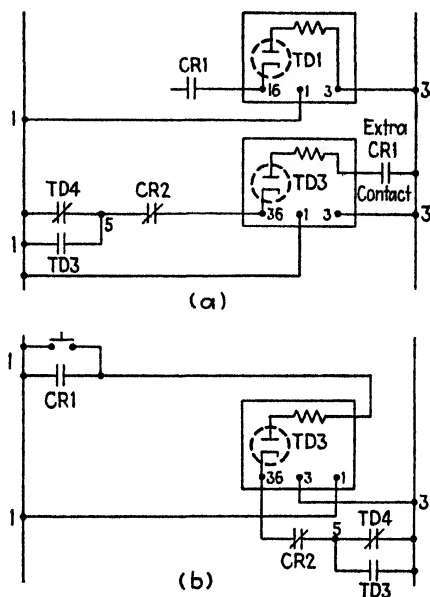 CR1
TD1
16 1 3
3
1
Extra
CR1
Contact
TD4
CR2
TD3
5
36 1 3
3
1
TD3
(a)
1
CR1
TD3
36 3 1
3
1
5
TD4
CR2
TD3
(b)